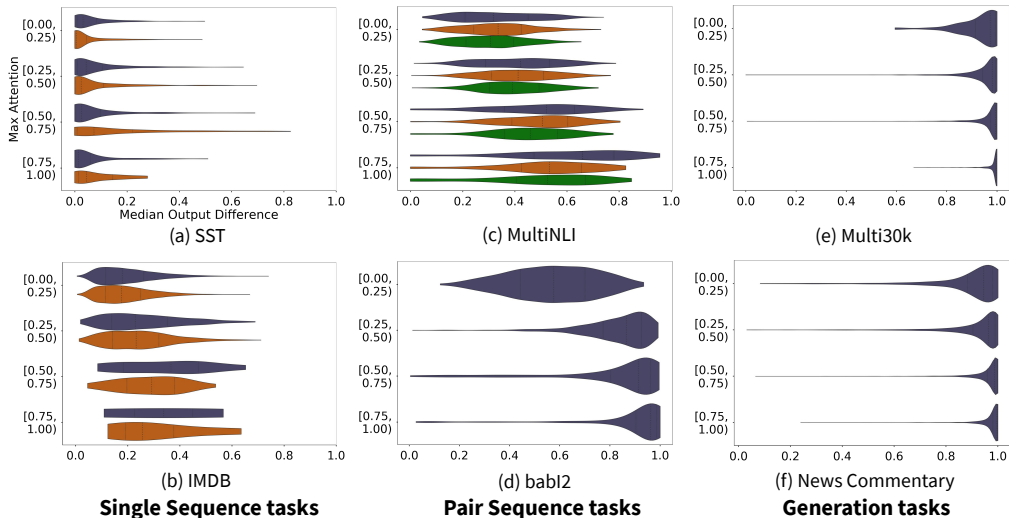 Max Attention
[0.00,
0.25)
[0.25,
0.50)
[0.50,
0.75)
[0.75,
1.00)
0.0 0.2 0.4 0.6 0.8 1.0
Median Output Difference
(a) SST
0.0 0.2 0.4 0.6 0.8 1.0
(c) MultiNLI
[0.00,
0.25)
[0.25,
0.50)
[0.50,
0.75)
[0.75,
1.00)
0.0 0.2 0.4 0.6 0.8 1.0
(e) Multi30k
[0.00,
0.25)
[0.25,
0.50)
[0.50,
0.75)
[0.75,
1.00)
[0.00,
0.25)
[0.25,
0.50)
[0.50,
0.75)
[0.75,
1.00)
0.0 0.2 0.4 0.6 0.8 1.0
(b) IMDB
Single Sequence tasks
[0.00,
0.25)
[0.25,
0.50)
[0.50,
0.75)
[0.75,
1.00)
0.0 0.2 0.4 0.6 0.8 1.0
(d) babI2
Pair Sequence tasks
[0.00,
0.25)
[0.25,
0.50)
[0.50,
0.75)
[0.75,
1.00)
0.0 0.2 0.4 0.6 0.8 1.0
(f) News Commentary
Generation tasks